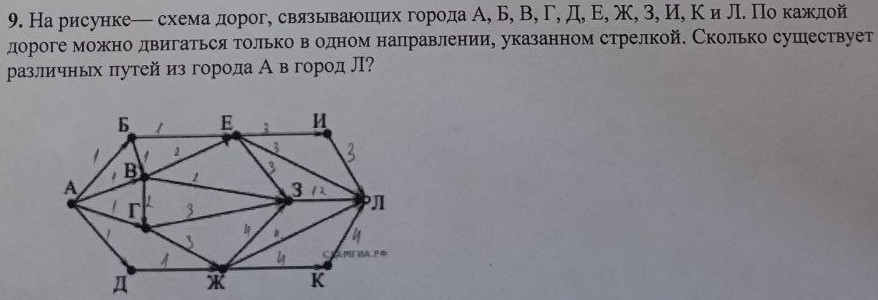 9. На рисунке— схема дорог, связывающих города А, Б, В, Г, Д, Е, Ж, З, И, К и Л. По каждой
дороге можно двигаться только в одном направлении, указанном стрелкой. Сколько существует
различных путей из города А в город Л?
Б 1 Е 3 И
1 1 2 3 3 3
В
А 1 2 З 12 Л
1 Г 2 3
1 3 4 4
Д 1 Ж 4 К